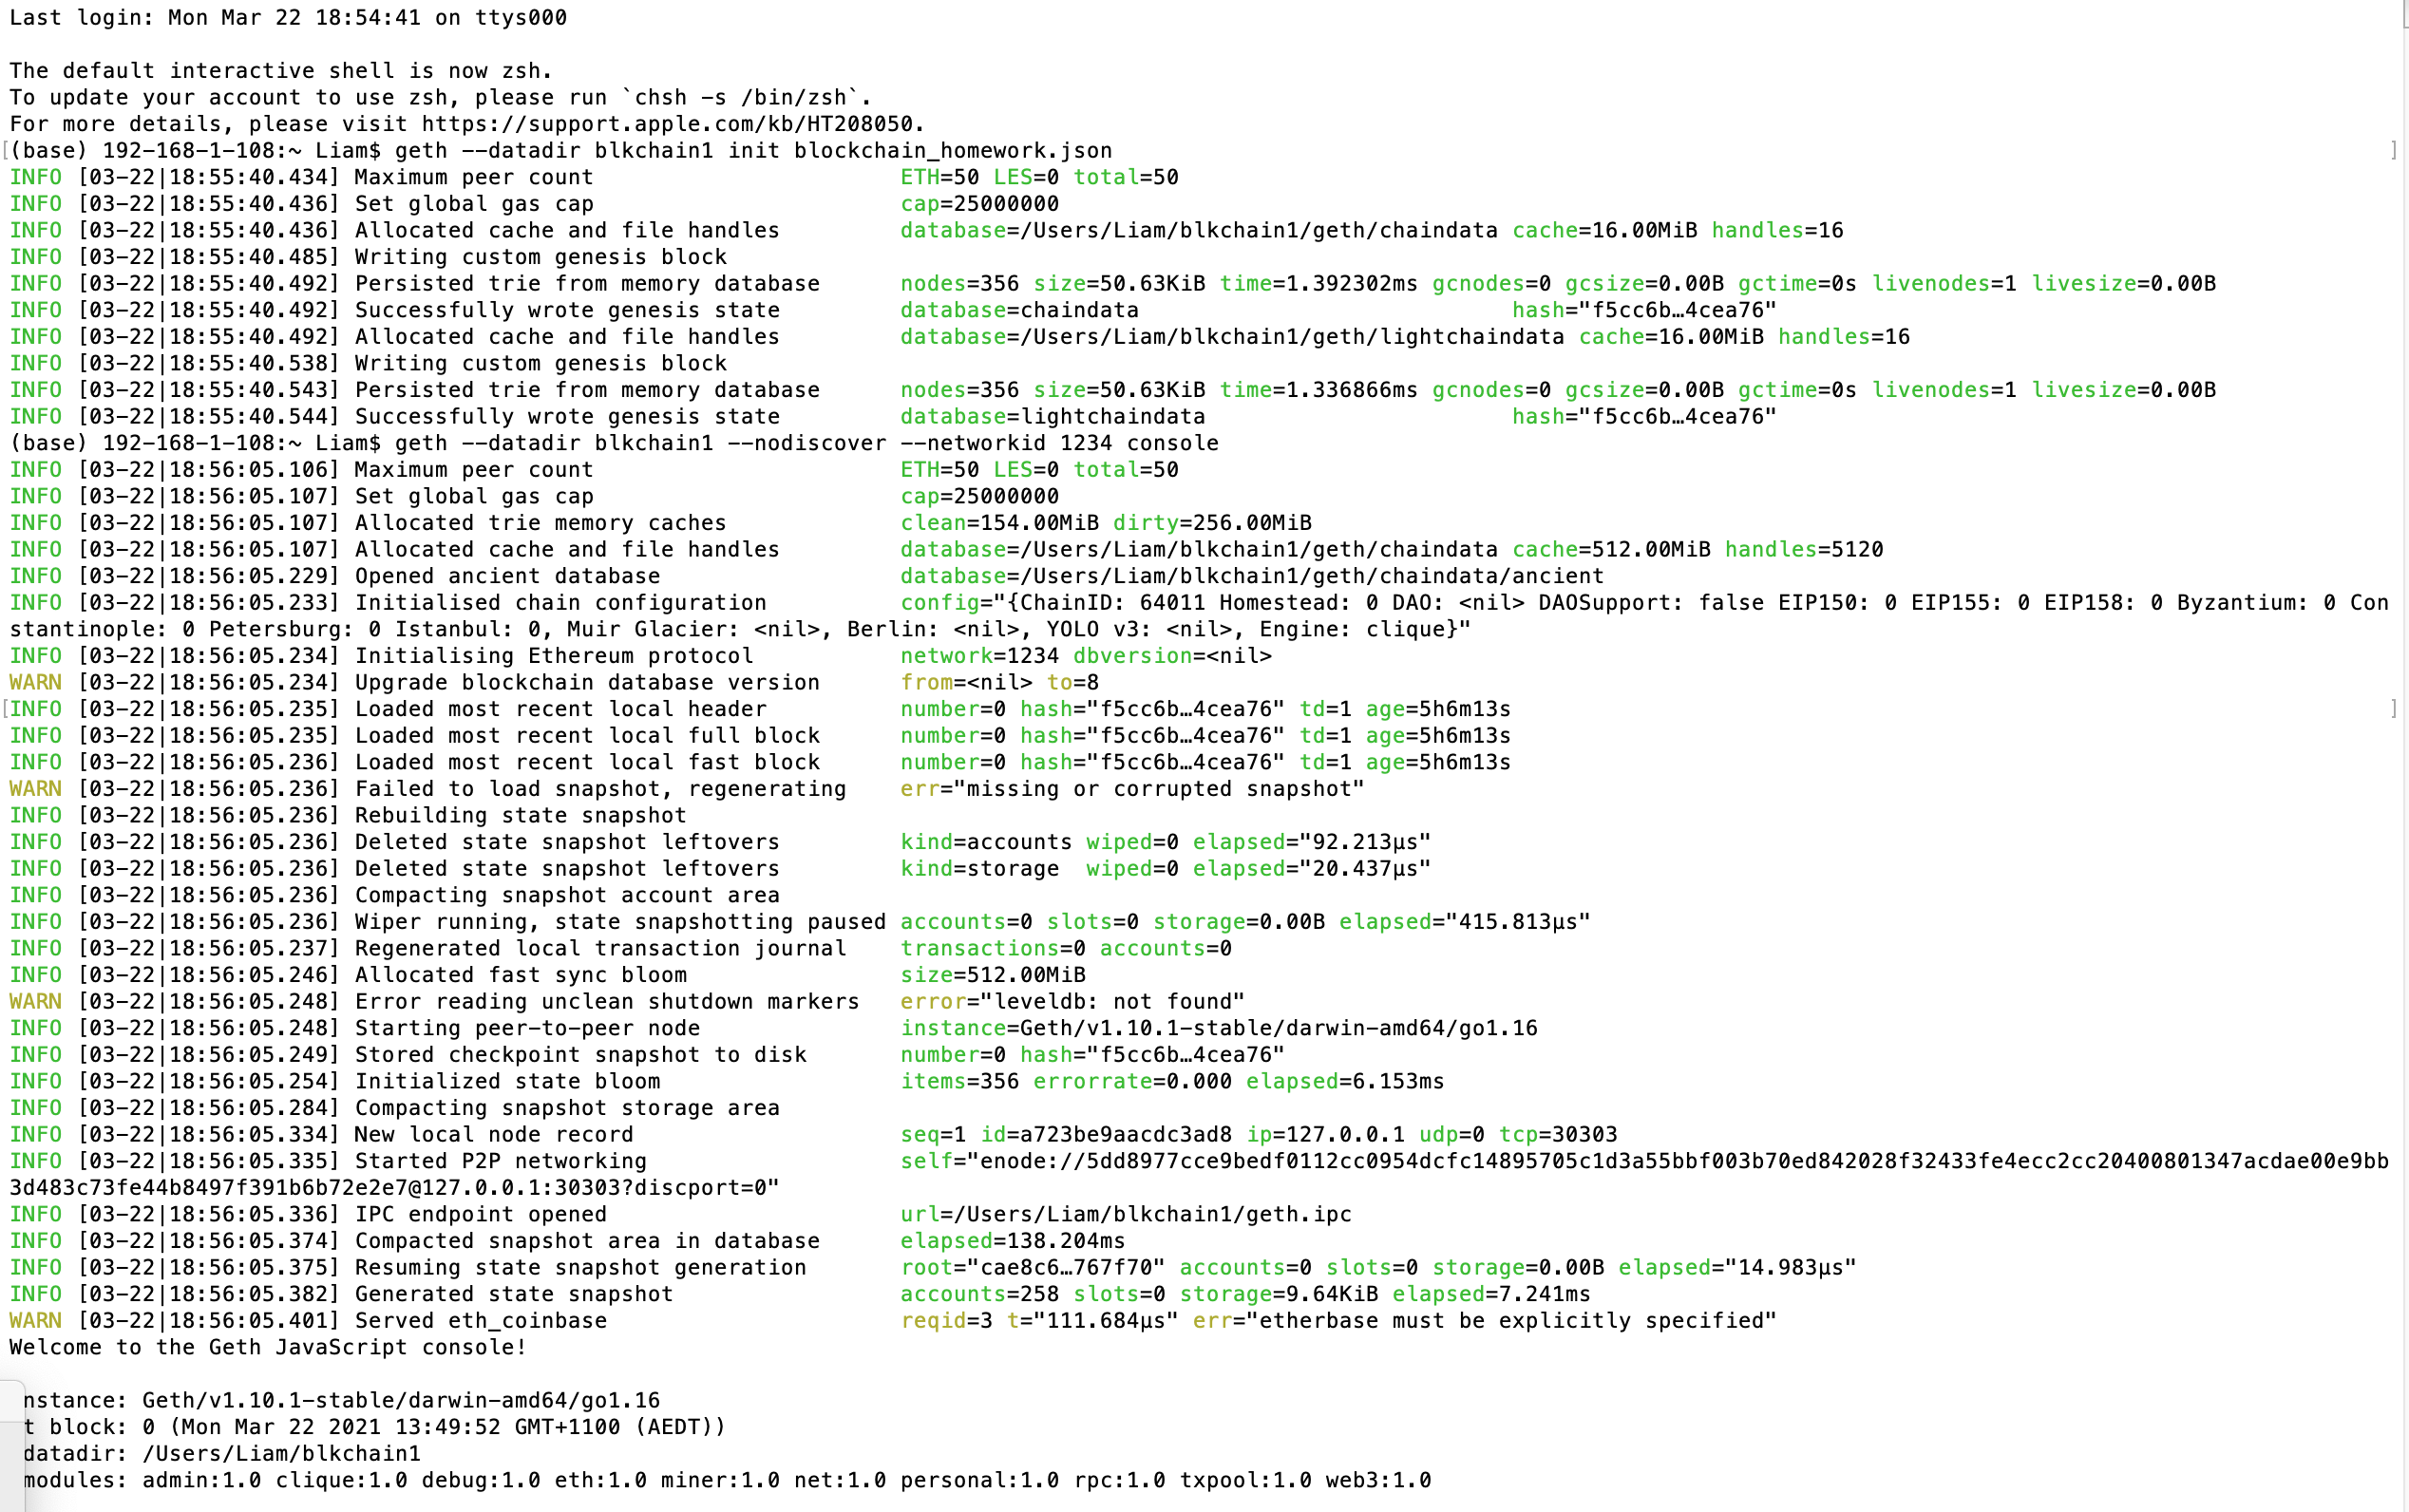 Last login: Mon Mar 22 18:54:41 on ttys000
The default interactive shell is now zsh.
To update your account to use zsh, please run `chsh -s /bin/zsh`.
For more details, please visit https://support.apple.com/kb/HT208050.
[(base) 192-168-1-108:~ Liam$ geth --datadir blkchain1 init blockchain_homework.json ]
INFO [03-22|18:55:40.434] Maximum peer count ETH=50 LES=0 total=50
INFO [03-22|18:55:40.436] Set global gas cap cap=25000000
INFO [03-22|18:55:40.436] Allocated cache and file handles database=/Users/Liam/blkchain1/geth/chaindata cache=16.00MiB handles=16
INFO [03-22|18:55:40.485] Writing custom genesis block
INFO [03-22|18:55:40.492] Persisted trie from memory database nodes=356 size=50.63KiB time=1.392302ms gcnodes=0 gcsize=0.00B gctime=0s livenodes=1 livesize=0.00B
INFO [03-22|18:55:40.492] Successfully wrote genesis state database=chaindata hash="f5cc6b…4cea76"
INFO [03-22|18:55:40.492] Allocated cache and file handles database=/Users/Liam/blkchain1/geth/lightchaindata cache=16.00MiB handles=16
INFO [03-22|18:55:40.538] Writing custom genesis block
INFO [03-22|18:55:40.543] Persisted trie from memory database nodes=356 size=50.63KiB time=1.336866ms gcnodes=0 gcsize=0.00B gctime=0s livenodes=1 livesize=0.00B
INFO [03-22|18:55:40.544] Successfully wrote genesis state database=lightchaindata hash="f5cc6b…4cea76"
(base) 192-168-1-108:~ Liam$ geth --datadir blkchain1 --nodiscover --networkid 1234 console
INFO [03-22|18:56:05.106] Maximum peer count ETH=50 LES=0 total=50
INFO [03-22|18:56:05.107] Set global gas cap cap=25000000
INFO [03-22|18:56:05.107] Allocated trie memory caches clean=154.00MiB dirty=256.00MiB
INFO [03-22|18:56:05.107] Allocated cache and file handles database=/Users/Liam/blkchain1/geth/chaindata cache=512.00MiB handles=5120
INFO [03-22|18:56:05.229] Opened ancient database database=/Users/Liam/blkchain1/geth/chaindata/ancient
INFO [03-22|18:56:05.233] Initialised chain configuration config="{ChainID: 64011 Homestead: 0 DAO: <nil> DAOSupport: false EIP150: 0 EIP155: 0 EIP158: 0 Byzantium: 0 Con
stantinople: 0 Petersburg: 0 Istanbul: 0, Muir Glacier: <nil>, Berlin: <nil>, YOLO v3: <nil>, Engine: clique}"
INFO [03-22|18:56:05.234] Initialising Ethereum protocol network=1234 dbversion=<nil>
WARN [03-22|18:56:05.234] Upgrade blockchain database version from=<nil> to=8
[INFO [03-22|18:56:05.235] Loaded most recent local header number=0 hash="f5cc6b…4cea76" td=1 age=5h6m13s ]
INFO [03-22|18:56:05.235] Loaded most recent local full block number=0 hash="f5cc6b…4cea76" td=1 age=5h6m13s
INFO [03-22|18:56:05.236] Loaded most recent local fast block number=0 hash="f5cc6b…4cea76" td=1 age=5h6m13s
WARN [03-22|18:56:05.236] Failed to load snapshot, regenerating err="missing or corrupted snapshot"
INFO [03-22|18:56:05.236] Rebuilding state snapshot
INFO [03-22|18:56:05.236] Deleted state snapshot leftovers kind=accounts wiped=0 elapsed="92.213µs"
INFO [03-22|18:56:05.236] Deleted state snapshot leftovers kind=storage wiped=0 elapsed="20.437µs"
INFO [03-22|18:56:05.236] Compacting snapshot account area
INFO [03-22|18:56:05.236] Wiper running, state snapshotting paused accounts=0 slots=0 storage=0.00B elapsed="415.813µs"
INFO [03-22|18:56:05.237] Regenerated local transaction journal transactions=0 accounts=0
INFO [03-22|18:56:05.246] Allocated fast sync bloom size=512.00MiB
WARN [03-22|18:56:05.248] Error reading unclean shutdown markers error="leveldb: not found"
INFO [03-22|18:56:05.248] Starting peer-to-peer node instance=Geth/v1.10.1-stable/darwin-amd64/go1.16
INFO [03-22|18:56:05.249] Stored checkpoint snapshot to disk number=0 hash="f5cc6b…4cea76"
INFO [03-22|18:56:05.254] Initialized state bloom items=356 errorrate=0.000 elapsed=6.153ms
INFO [03-22|18:56:05.284] Compacting snapshot storage area
INFO [03-22|18:56:05.334] New local node record seq=1 id=a723be9aacdc3ad8 ip=127.0.0.1 udp=0 tcp=30303
INFO [03-22|18:56:05.335] Started P2P networking self="enode://5dd8977cce9bedf0112cc0954dcfc14895705c1d3a55bbf003b70ed842028f32433fe4ecc2cc20400801347acdae00e9bb
3d483c73fe44b8497f391b6b72e2e7@127.0.0.1:30303?discport=0"
INFO [03-22|18:56:05.336] IPC endpoint opened url=/Users/Liam/blkchain1/geth.ipc
INFO [03-22|18:56:05.374] Compacted snapshot area in database elapsed=138.204ms
INFO [03-22|18:56:05.375] Resuming state snapshot generation root="cae8c6…767f70" accounts=0 slots=0 storage=0.00B elapsed="14.983µs"
INFO [03-22|18:56:05.382] Generated state snapshot accounts=258 slots=0 storage=9.64KiB elapsed=7.241ms
WARN [03-22|18:56:05.401] Served eth_coinbase reqid=3 t="111.684µs" err="etherbase must be explicitly specified"
Welcome to the Geth JavaScript console!
nstance: Geth/v1.10.1-stable/darwin-amd64/go1.16
t block: 0 (Mon Mar 22 2021 13:49:52 GMT+1100 (AEDT))
datadir: /Users/Liam/blkchain1
modules: admin:1.0 clique:1.0 debug:1.0 eth:1.0 miner:1.0 net:1.0 personal:1.0 rpc:1.0 txpool:1.0 web3:1.0